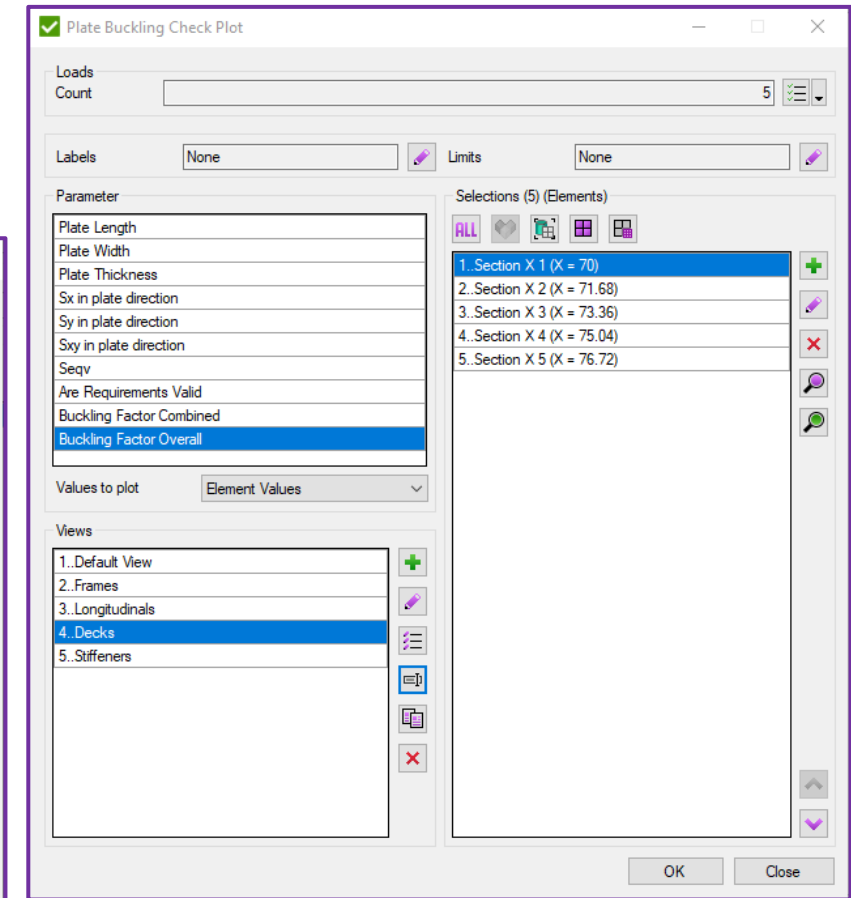 Plate Buckling Check Plot
Loads
Count 5
Labels None Limits None
Parameter
Plate Length
Plate Width
Plate Thickness
Sx in plate direction
Sy in plate direction
Sxy in plate direction
Seqv
Are Requirements Valid
Buckling Factor Combined
Buckling Factor Overall
Values to plot Element Values
Views
1..Default View
2..Frames
3..Longitudinals
4..Decks
5..Stiffeners
Selections (5) (Elements)
ALL
1..Section X 1 (X = 70)
2..Section X 2 (X = 71.68)
3..Section X 3 (X = 73.36)
4..Section X 4 (X = 75.04)
5..Section X 5 (X = 76.72)
OK Close